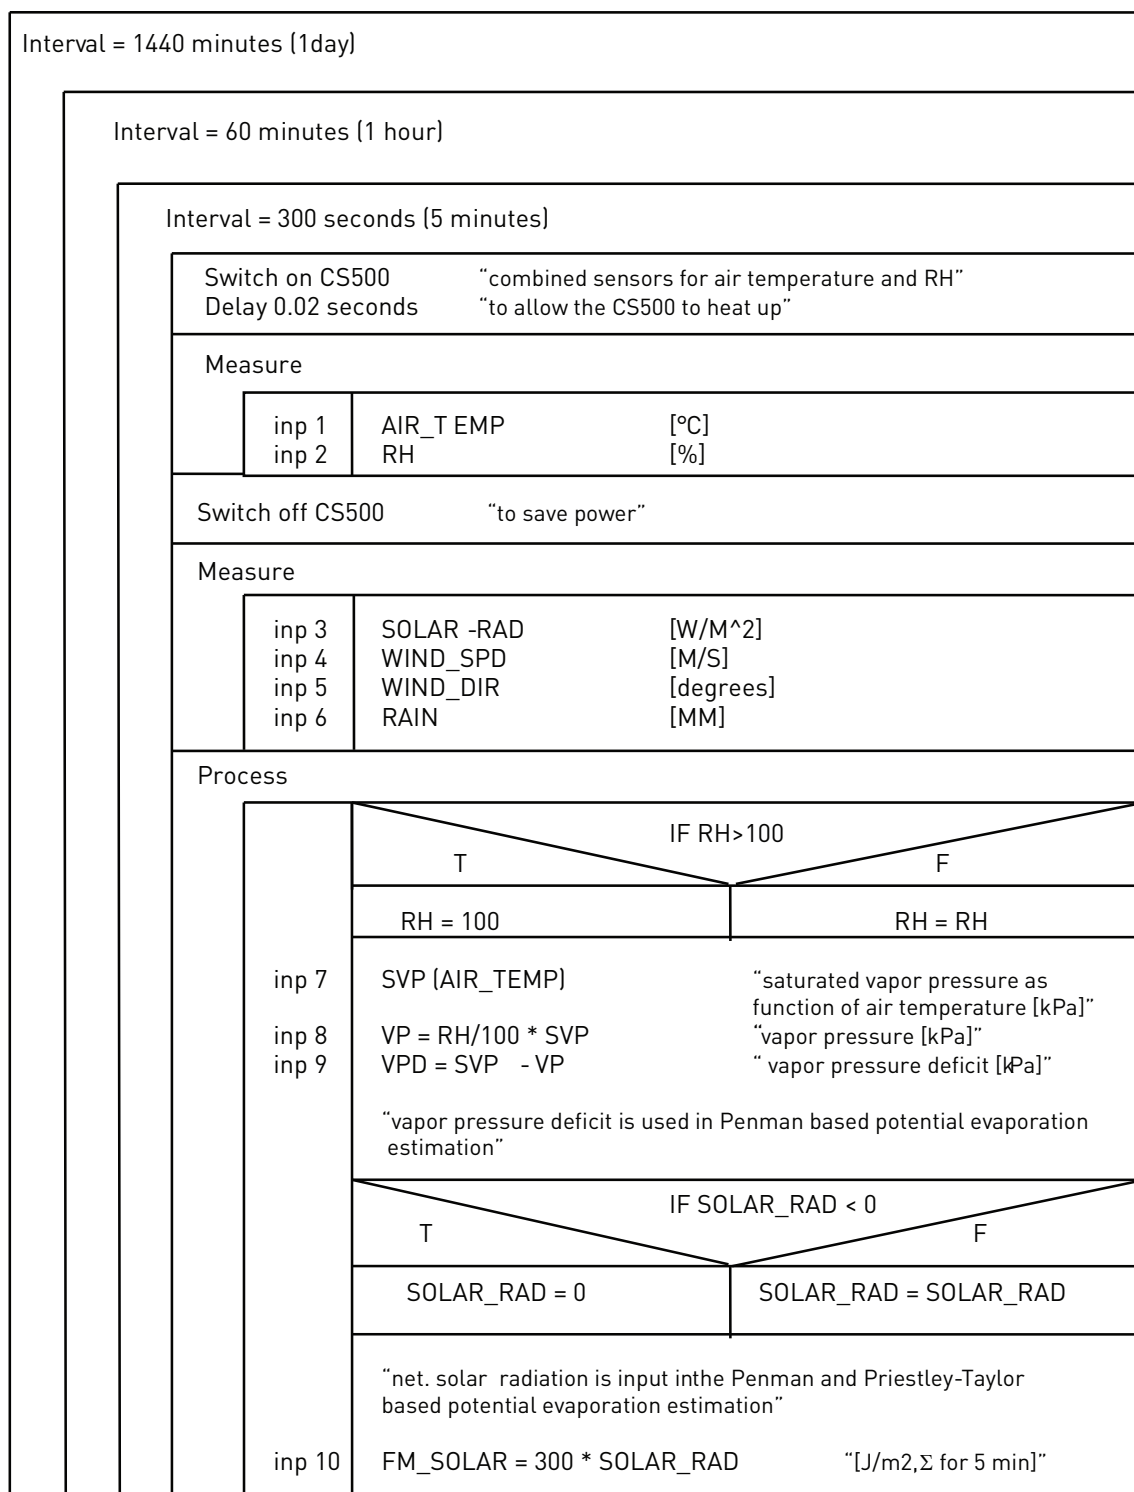 Interval = 1440 minutes (1day)
Interval = 60 minutes (1 hour)
Interval = 300 seconds (5 minutes)
Switch on CS500 “combined sensors for air temperature and RH”
Delay 0.02 seconds “to allow the CS500 to heat up”
Measure
inp 1 AIR_T EMP [°C]
inp 2 RH [%]
Switch off CS500 “to save power”
Measure
inp 3 SOLAR -RAD [W/M^2]
inp 4 WIND_SPD [M/S]
inp 5 WIND_DIR [degrees]
inp 6 RAIN [MM]
Process
IF RH>100
T F
RH = 100 RH = RH
inp 7 SVP (AIR_TEMP) “saturated vapor pressure as
function of air temperature [kPa]”
inp 8 VP = RH/100 * SVP “vapor pressure [kPa]”
inp 9 VPD = SVP - VP “ vapor pressure deficit [kPa]”
“vapor pressure deficit is used in Penman based potential evaporation
estimation”
IF SOLAR_RAD < 0
T F
SOLAR_RAD = 0 SOLAR_RAD = SOLAR_RAD
“net. solar radiation is input inthe Penman and Priestley-Taylor
based potential evaporation estimation”
inp 10 FM_SOLAR = 300 * SOLAR_RAD “[J/m2,Σ for 5 min]”